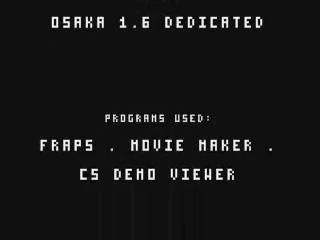 OSAKA 1.6 DEDICATED
PROGRAMS USED:
FRAPS . MOVIE MAKER .
CS DEMO VIEWER